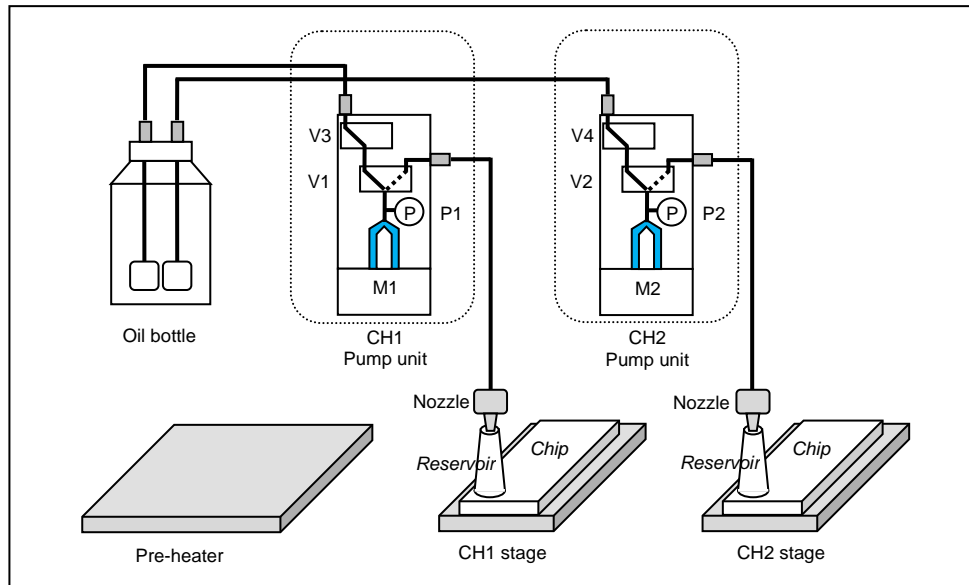 V3
V4
V1
V2
P
P1
P
P2
M1
M2
Oil bottle
CH1
Pump unit
CH2
Pump unit
Nozzle
Nozzle
Reservoir
Chip
Reservoir
Chip
Pre-heater
CH1 stage
CH2 stage